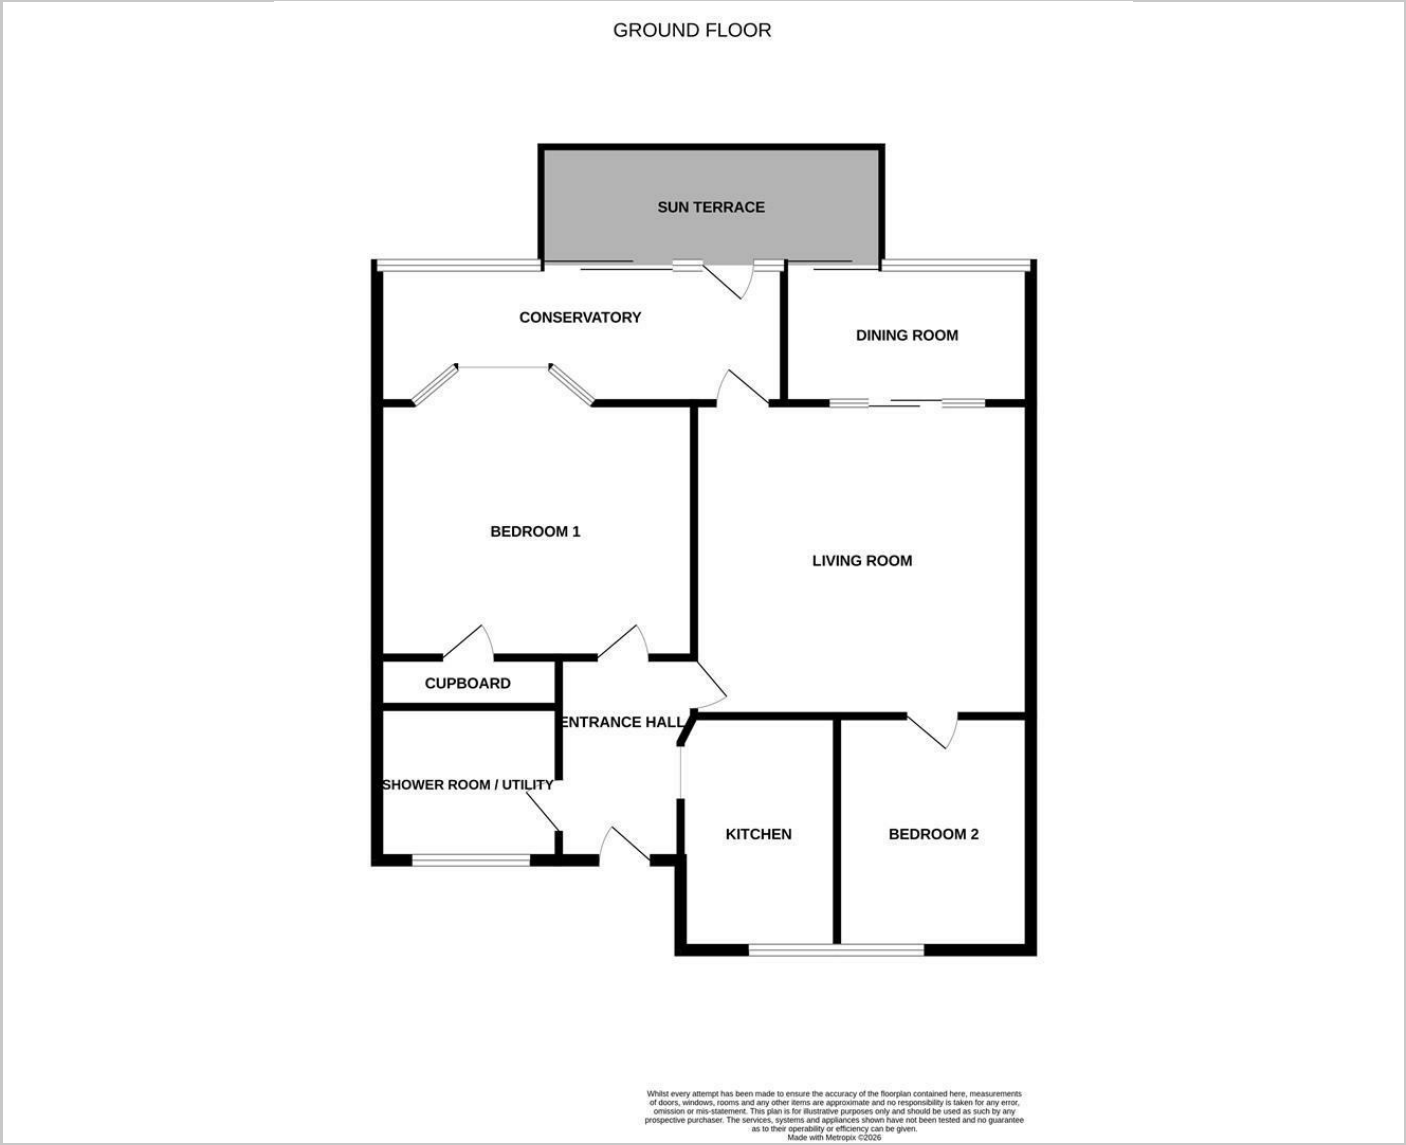 GROUND FLOOR
SUN TERRACE
CONSERVATORY
DINING ROOM
BEDROOM 1
LIVING ROOM
CUPBOARD
ENTRANCE HALL
SHOWER ROOM / UTILITY
KITCHEN
BEDROOM 2
Whilst every attempt has been made to ensure the accuracy of the floorplan contained here, measurements
of doors, windows, rooms and any other items are approximate and no responsibility is taken for any error,
omission or mis-statement. This plan is for illustrative purposes only and should be used as such by any
prospective purchaser. The services, systems and appliances shown have not been tested and no guarantee
as to their operability or efficiency can be given.
Made with Metropix ©2026